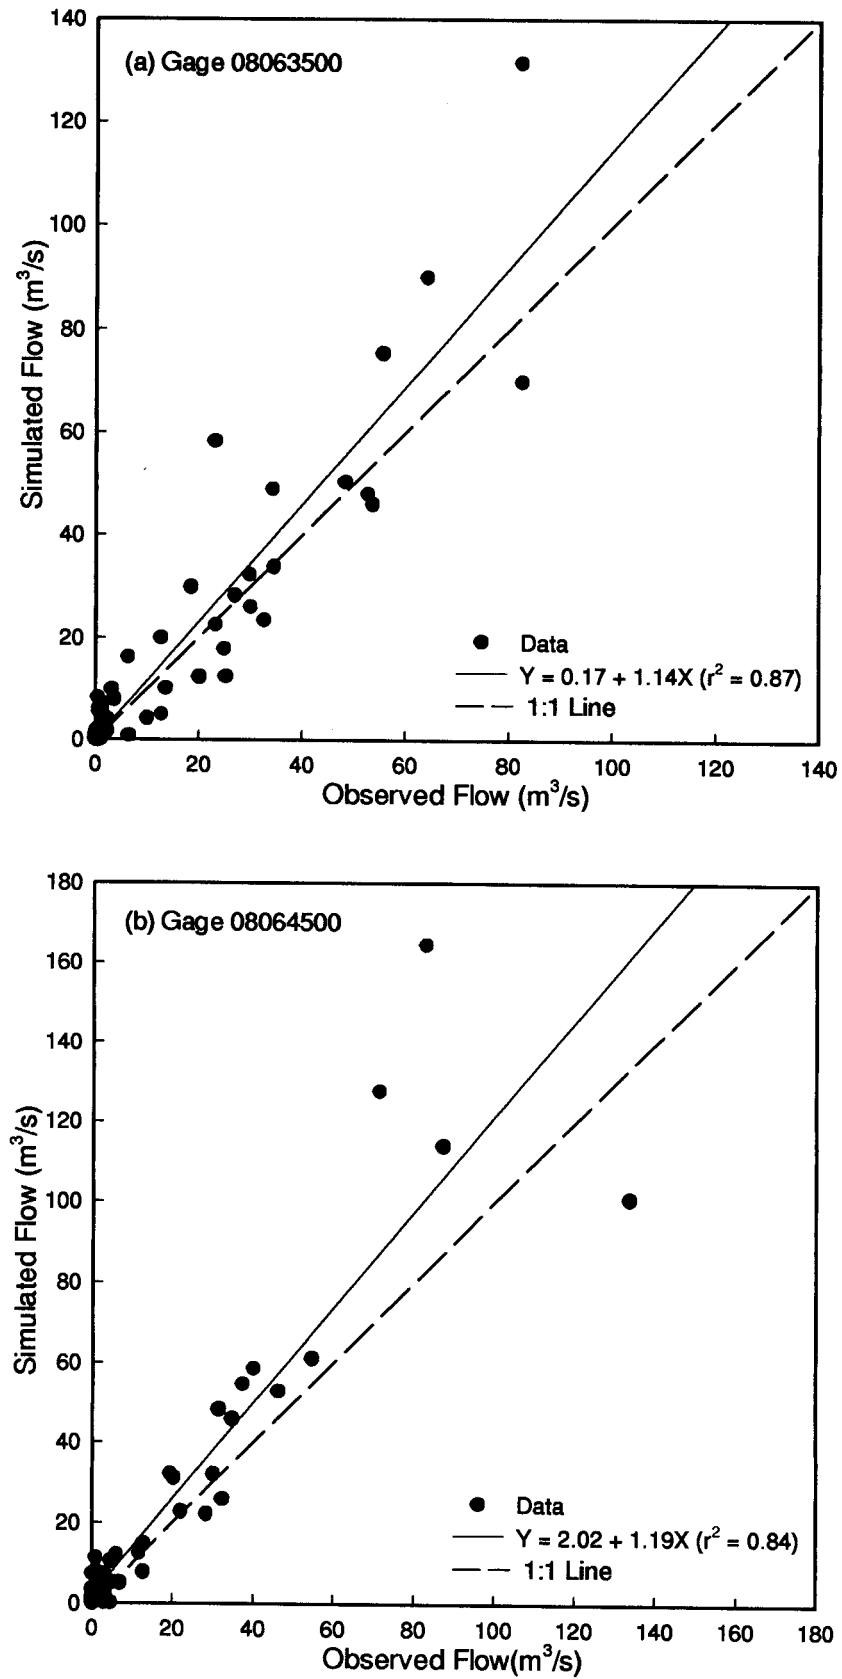 (a) Gage 08063500
140
120
100
80
60
40
20
0
Simulated Flow (m³/s)
Data
Y = 0.17 + 1.14X (r² = 0.87)
1:1 Line
0 20 40 60 80 100 120 140
Observed Flow (m³/s)
(b) Gage 08064500
180
160
140
120
100
80
60
40
20
0
Simulated Flow (m³/s)
Data
Y = 2.02 + 1.19X (r² = 0.84)
1:1 Line
0 20 40 60 80 100 120 140 160 180
Observed Flow(m³/s)